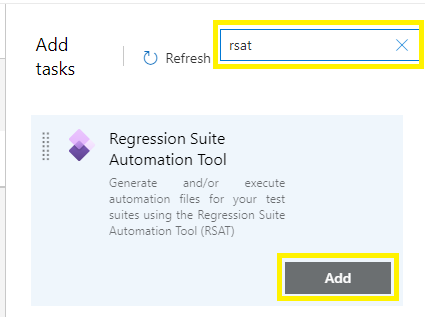 Add
tasks
Refresh
rsat
Regression Suite
Automation Tool
Generate and/or execute
automation files for your test
suites using the Regression Suite
Automation Tool (RSAT)
Add